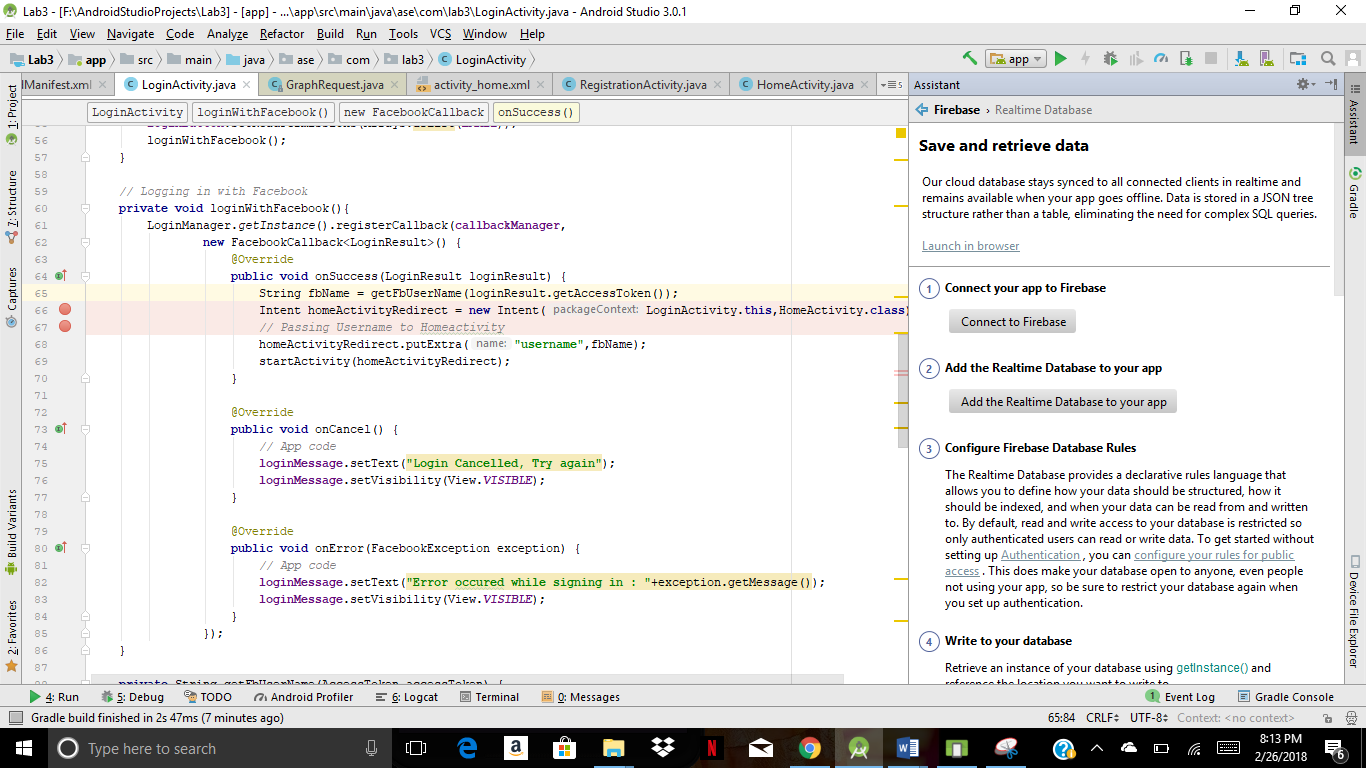 Lab3 - [F:\AndroidStudioProjects\Lab3] - [app] - ...\app\src\main\java\ase\com\lab3\LoginActivity.java - Android Studio 3.0.1
File Edit View Navigate Code Analyze Refactor Build Run Tools VCS Window Help
Lab3 app src main java ase com lab3 LoginActivity
app
IManifest.xml LoginActivity.java GraphRequest.java activity_home.xml RegistrationActivity.java HomeActivity.java
LoginActivity loginWithFacebook() new FacebookCallback onSuccess()
56 loginWithFacebook();
57 }
58
59 // Logging in with Facebook
60 private void loginWithFacebook(){
61 LoginManager.getInstance().registerCallback(callbackManager,
62 new FacebookCallback<LoginResult>() {
63 @Override
64 public void onSuccess(LoginResult loginResult) {
65 String fbName = getFbUserName(loginResult.getAccessToken());
66 Intent homeActivityRedirect = new Intent( packageContext: LoginActivity.this,HomeActivity.class)
67 // Passing Username to Homeactivity
68 homeActivityRedirect.putExtra( name: "username",fbName);
69 startActivity(homeActivityRedirect);
70 }
71
72 @Override
73 public void onCancel() {
74 // App code
75 loginMessage.setText("Login Cancelled, Try again");
76 loginMessage.setVisibility(View.VISIBLE);
77 }
78
79 @Override
80 public void onError(FacebookException exception) {
81 // App code
82 loginMessage.setText("Error occured while signing in : "+exception.getMessage());
83 loginMessage.setVisibility(View.VISIBLE);
84 }
85 });
86 }
87
private String getFbUserName(AccessToken accessToken) {
1: Project
7: Structure
Captures
Build Variants
2: Favorites
Assistant
Firebase › Realtime Database
Save and retrieve data
Our cloud database stays synced to all connected clients in realtime and
remains available when your app goes offline. Data is stored in a JSON tree
structure rather than a table, eliminating the need for complex SQL queries.
Launch in browser
1 Connect your app to Firebase
Connect to Firebase
2 Add the Realtime Database to your app
Add the Realtime Database to your app
3 Configure Firebase Database Rules
The Realtime Database provides a declarative rules language that
allows you to define how your data should be structured, how it
should be indexed, and when your data can be read from and written
to. By default, read and write access to your database is restricted so
only authenticated users can read or write data. To get started without
setting up Authentication , you can configure your rules for public
access . This does make your database open to anyone, even people
not using your app, so be sure to restrict your database again when
you set up authentication.
4 Write to your database
Retrieve an instance of your database using getInstance() and
reference the location you want to write to.
Assistant
Gradle
Device File Explorer
4: Run 5: Debug TODO Android Profiler 6: Logcat Terminal 0: Messages 1 Event Log Gradle Console
Gradle build finished in 2s 47ms (7 minutes ago) 65:84 CRLF UTF-8 Context: <no context>
Type here to search
8:13 PM
2/26/2018
6